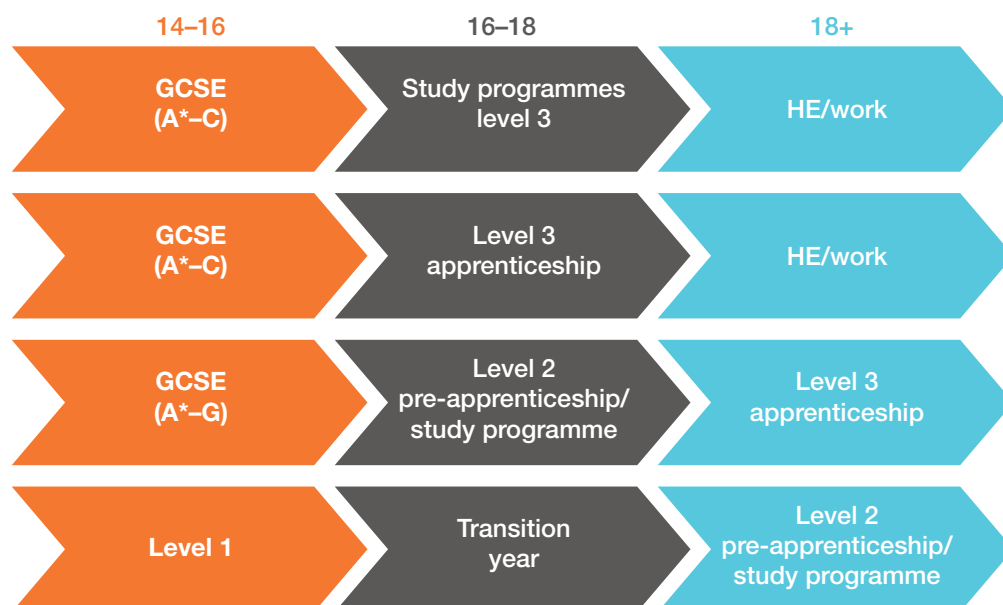 14–16
16–18
18+
GCSE
(A*–C)
Study programmes
level 3
HE/work
GCSE
(A*–C)
Level 3
apprenticeship
HE/work
GCSE
(A*–G)
Level 2
pre-apprenticeship/
study programme
Level 3
apprenticeship
Level 1
Transition
year
Level 2
pre-apprenticeship/
study programme